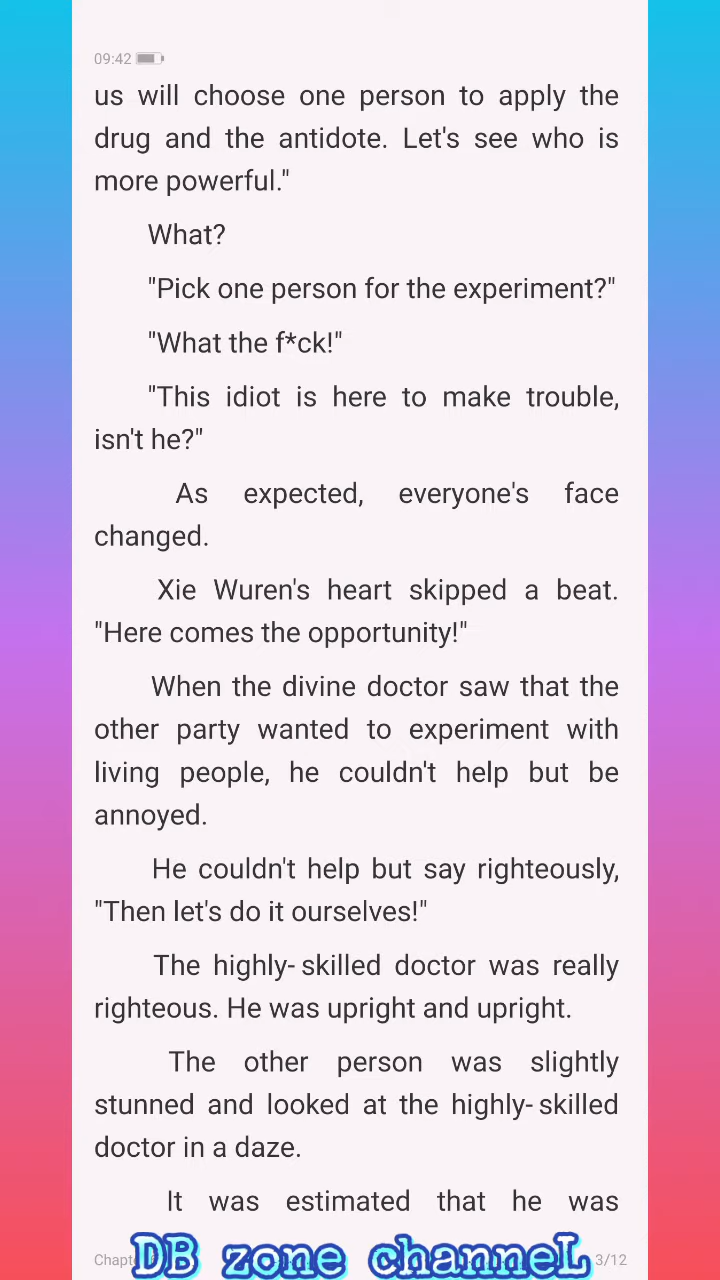 09:42
us will choose one person to apply the
drug and the antidote. Let's see who is
more powerful."
What?
"Pick one person for the experiment?"
"What the f*ck!"
"This idiot is here to make trouble,
isn't he?"
As expected, everyone's face
changed.
Xie Wuren's heart skipped a beat.
"Here comes the opportunity!"
When the divine doctor saw that the
other party wanted to experiment with
living people, he couldn't help but be
annoyed.
He couldn't help but say righteously,
"Then let's do it ourselves!"
The highly-skilled doctor was really
righteous. He was upright and upright.
The other person was slightly
stunned and looked at the highly-skilled
doctor in a daze.
It was estimated that he was
DB zone channeL
3/12